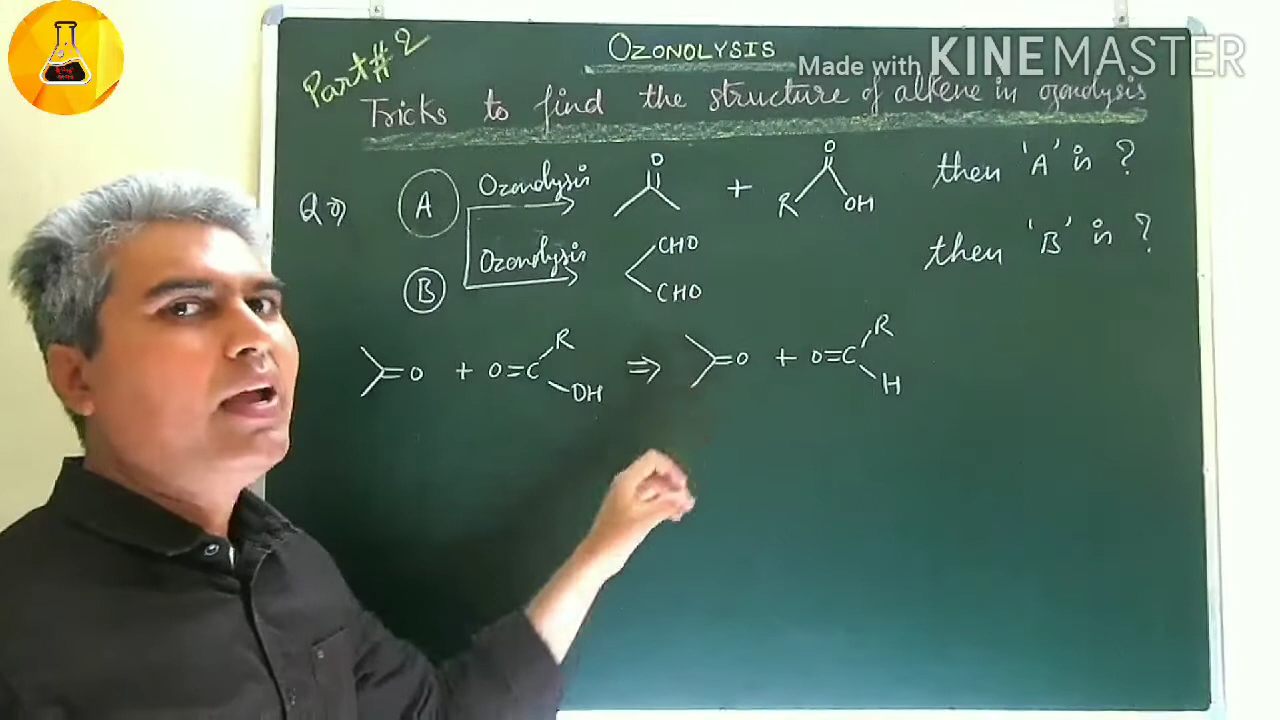 Part # 2
OZONOLYSIS
Made with KINEMASTER
Tricks to find the structure of alkene in ozonolysis
Q ⇒ A Ozonolysis O + R O OH then 'A' is ?
B Ozonolysis CHO CHO then 'B' is ?
=O + O=C R OH ⇒ =O + O=C R H